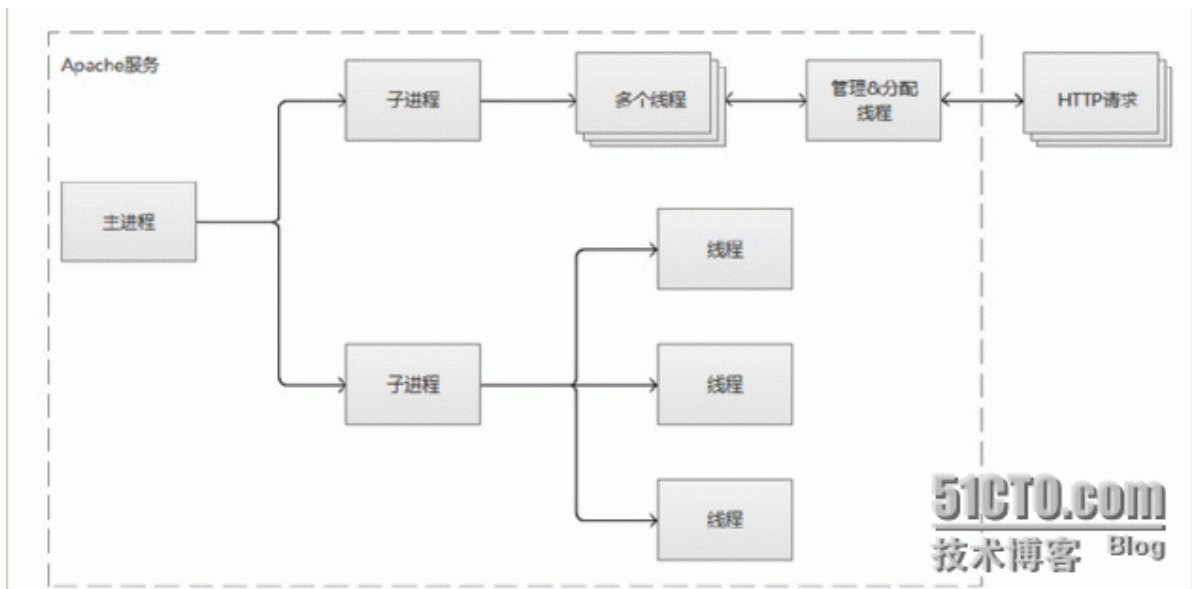 Apache服务
子进程
多个线程
管理&分配
线程
HTTP请求
主进程
线程
子进程
线程
线程
51CTO.com
技术博客 Blog